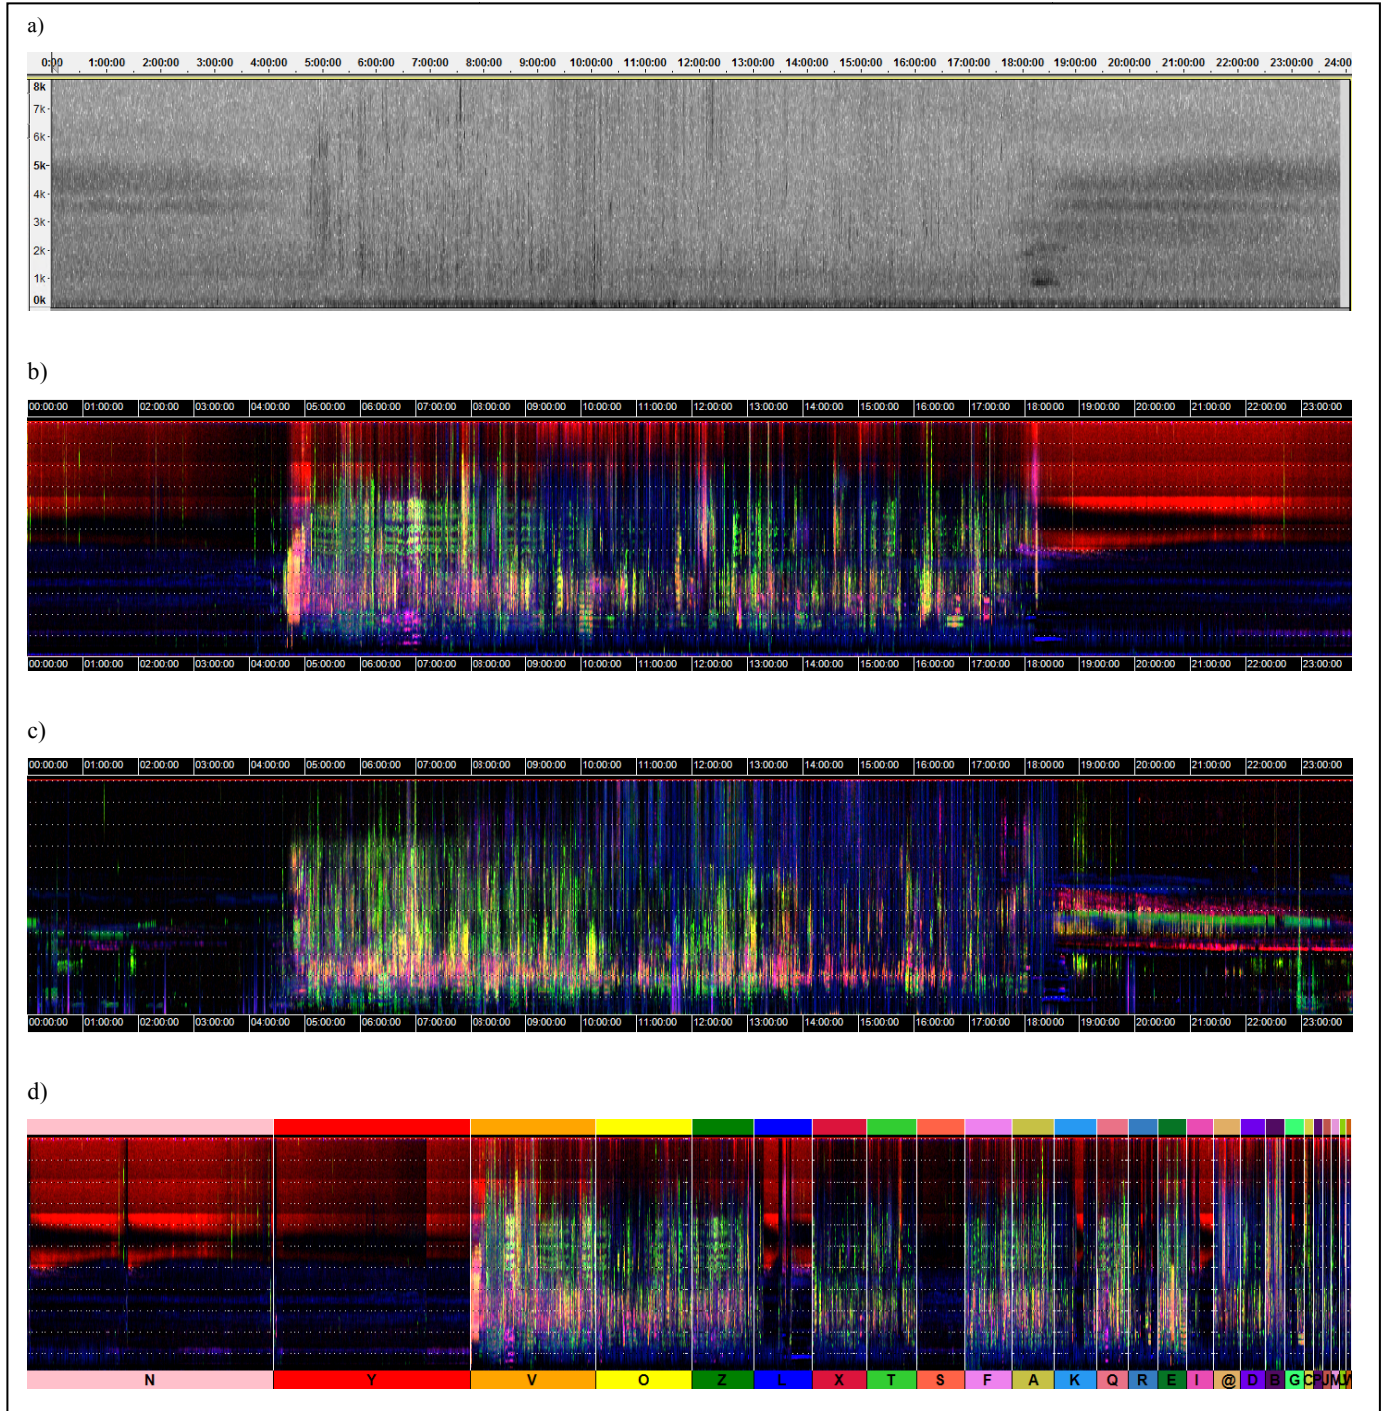 a)
0:00 1:00:00 2:00:00 3:00:00 4:00:00 5:00:00 6:00:00 7:00:00 8:00:00 9:00:00 10:00:00 11:00:00 12:00:00 13:00:00 14:00:00 15:00:00 16:00:00 17:00:00 18:00:00 19:00:00 20:00:00 21:00:00 22:00:00 23:00:00 24:00
8k
7k
6k
5k
4k
3k
2k
1k
0k
b)
00:00:00 01:00:00 02:00:00 03:00:00 04:00:00 05:00:00 06:00:00 07:00:00 08:00:00 09:00:00 10:00:00 11:00:00 12:00:00 13:00:00 14:00:00 15:00:00 16:00:00 17:00:00 18:00:00 19:00:00 20:00:00 21:00:00 22:00:00 23:00:00
00:00:00 01:00:00 02:00:00 03:00:00 04:00:00 05:00:00 06:00:00 07:00:00 08:00:00 09:00:00 10:00:00 11:00:00 12:00:00 13:00:00 14:00:00 15:00:00 16:00:00 17:00:00 18:00:00 19:00:00 20:00:00 21:00:00 22:00:00 23:00:00
c)
00:00:00 01:00:00 02:00:00 03:00:00 04:00:00 05:00:00 06:00:00 07:00:00 08:00:00 09:00:00 10:00:00 11:00:00 12:00:00 13:00:00 14:00:00 15:00:00 16:00:00 17:00:00 18:00:00 19:00:00 20:00:00 21:00:00 22:00:00 23:00:00
00:00:00 01:00:00 02:00:00 03:00:00 04:00:00 05:00:00 06:00:00 07:00:00 08:00:00 09:00:00 10:00:00 11:00:00 12:00:00 13:00:00 14:00:00 15:00:00 16:00:00 17:00:00 18:00:00 19:00:00 20:00:00 21:00:00 22:00:00 23:00:00
d)
N Y V O Z L X T S F A K Q R E I @ D B G C P J M